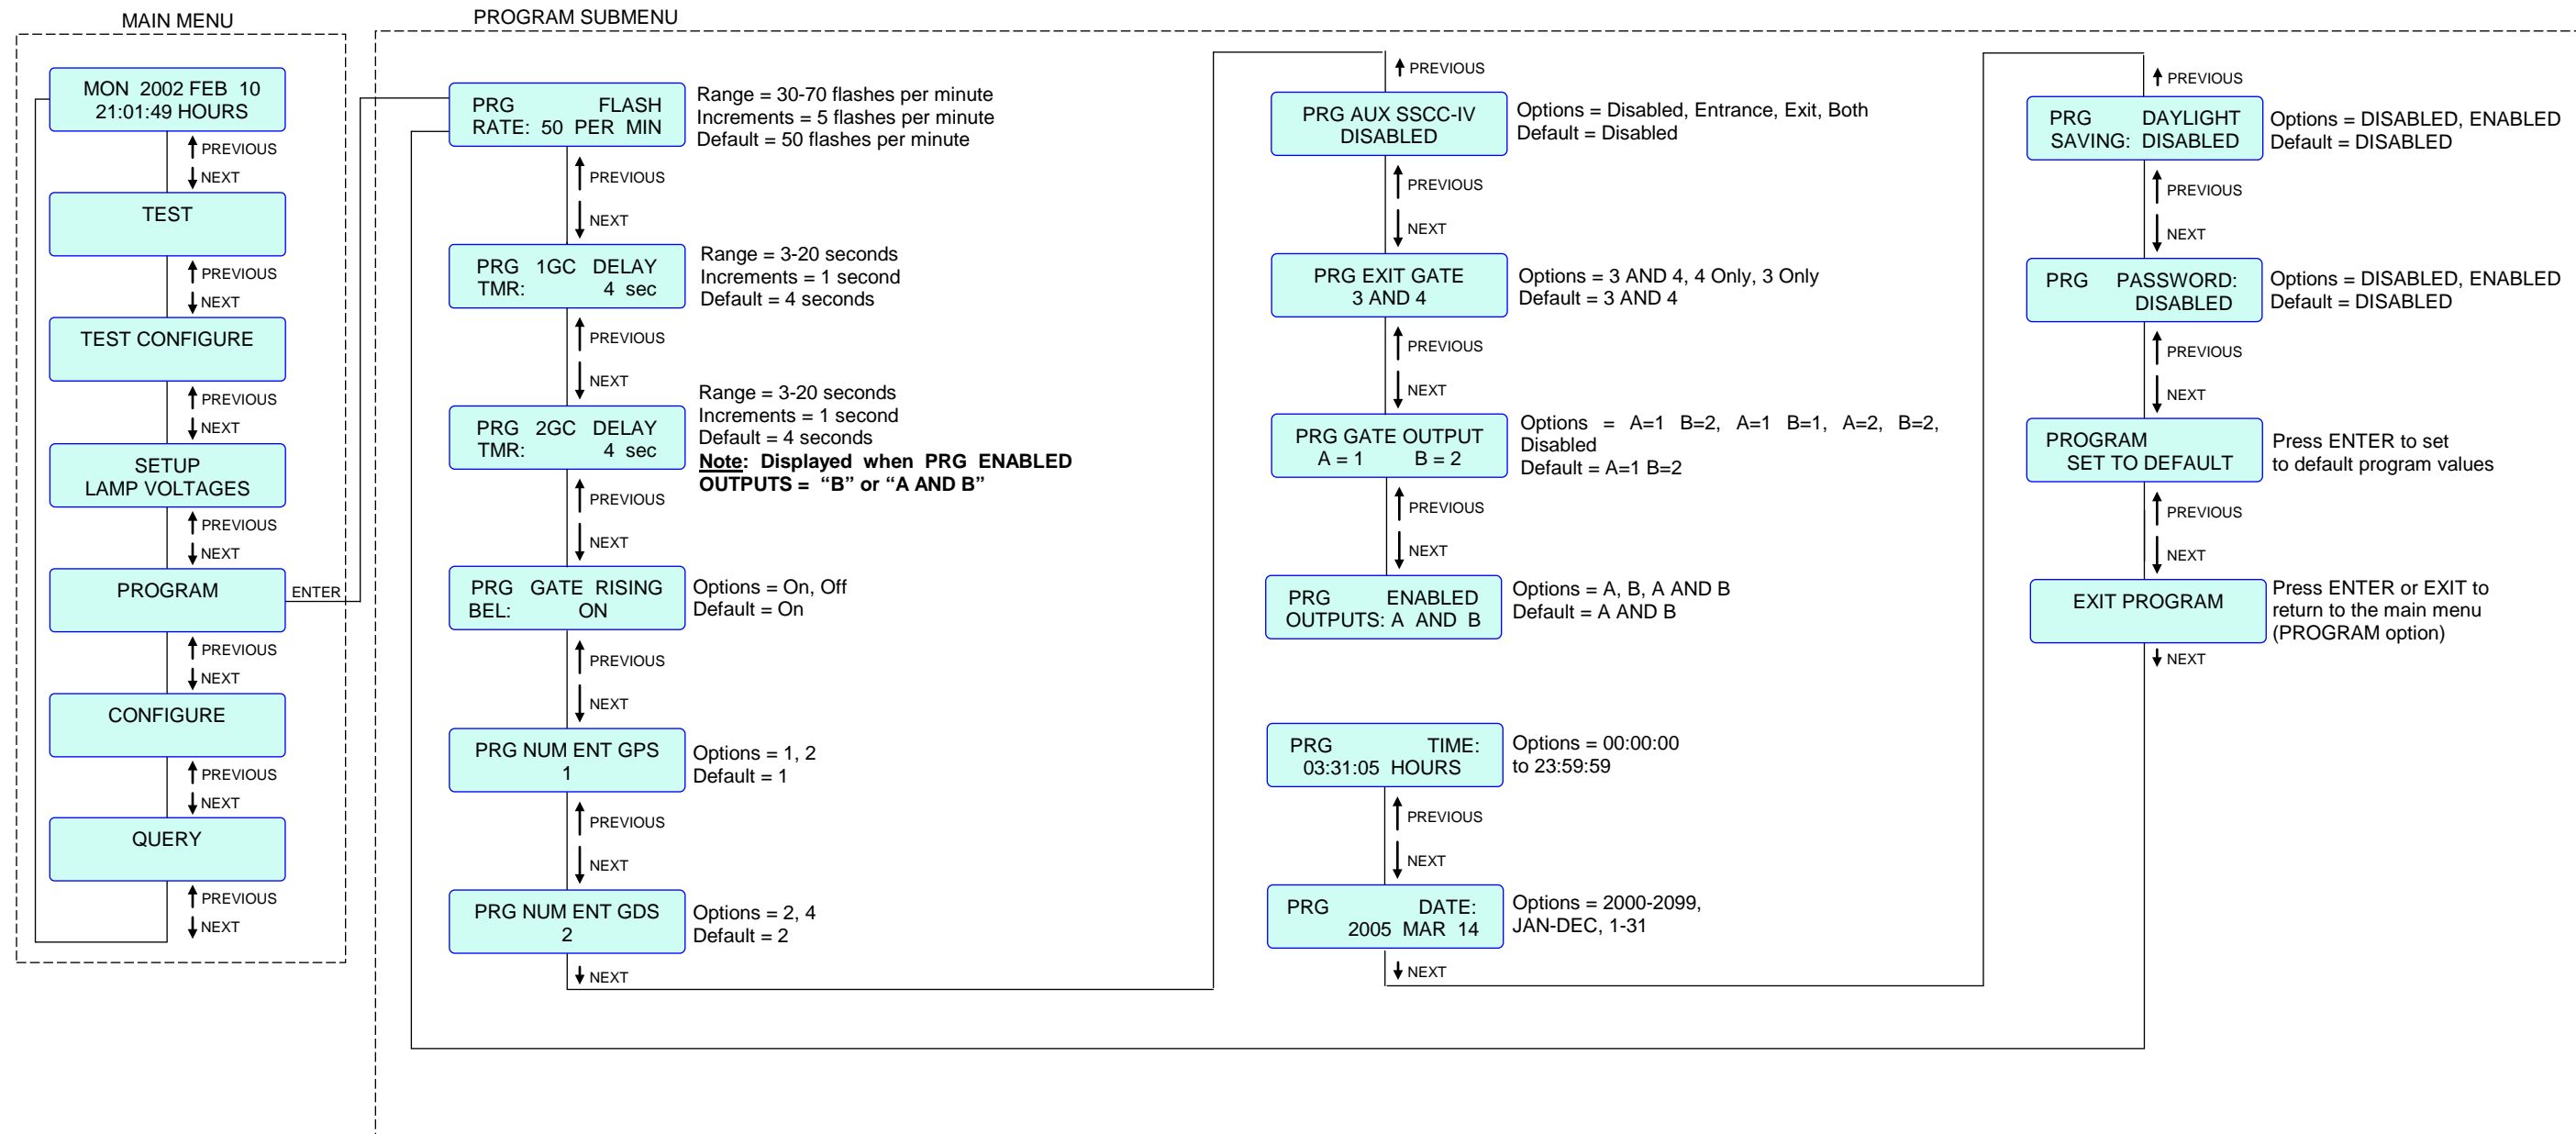 MAIN MENU
MON 2002 FEB 10
21:01:49 HOURS
PREVIOUS
NEXT
TEST
PREVIOUS
NEXT
TEST CONFIGURE
PREVIOUS
NEXT
SETUP
LAMP VOLTAGES
PREVIOUS
NEXT
PROGRAM
ENTER
PREVIOUS
NEXT
CONFIGURE
PREVIOUS
NEXT
QUERY
PREVIOUS
NEXT
PROGRAM SUBMENU
PRG FLASH
RATE: 50 PER MIN
Range = 30-70 flashes per minute
Increments = 5 flashes per minute
Default = 50 flashes per minute
PREVIOUS
NEXT
PRG 1GC DELAY
TMR: 4 sec
Range = 3-20 seconds
Increments = 1 second
Default = 4 seconds
PREVIOUS
NEXT
PRG 2GC DELAY
TMR: 4 sec
Range = 3-20 seconds
Increments = 1 second
Default = 4 seconds
Note: Displayed when PRG ENABLED
OUTPUTS = “B” or “A AND B”
PREVIOUS
NEXT
PRG GATE RISING
BEL: ON
Options = On, Off
Default = On
PREVIOUS
NEXT
PRG NUM ENT GPS
1
Options = 1, 2
Default = 1
PREVIOUS
NEXT
PRG NUM ENT GDS
2
Options = 2, 4
Default = 2
NEXT
PREVIOUS
PRG AUX SSCC-IV
DISABLED
Options = Disabled, Entrance, Exit, Both
Default = Disabled
PREVIOUS
NEXT
PRG EXIT GATE
3 AND 4
Options = 3 AND 4, 4 Only, 3 Only
Default = 3 AND 4
PREVIOUS
NEXT
PRG GATE OUTPUT
A = 1 B = 2
Options = A=1 B=2, A=1 B=1, A=2, B=2,
Disabled
Default = A=1 B=2
PREVIOUS
NEXT
PRG ENABLED
OUTPUTS: A AND B
Options = A, B, A AND B
Default = A AND B
PRG TIME:
03:31:05 HOURS
Options = 00:00:00
to 23:59:59
PREVIOUS
NEXT
PRG DATE:
2005 MAR 14
Options = 2000-2099,
JAN-DEC, 1-31
NEXT
PREVIOUS
PRG DAYLIGHT
SAVING: DISABLED
Options = DISABLED, ENABLED
Default = DISABLED
PREVIOUS
NEXT
PRG PASSWORD:
DISABLED
Options = DISABLED, ENABLED
Default = DISABLED
PREVIOUS
NEXT
PROGRAM
SET TO DEFAULT
Press ENTER to set
to default program values
PREVIOUS
NEXT
EXIT PROGRAM
Press ENTER or EXIT to
return to the main menu
(PROGRAM option)
NEXT